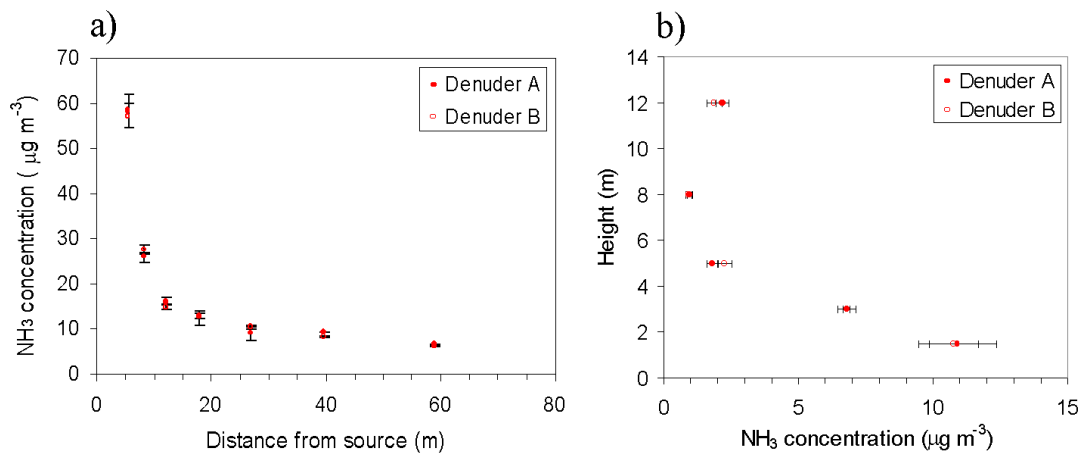 a)
NH₃ concentration ( µg m⁻³)
70
60
50
40
30
20
10
0
0 20 40 60 80
Distance from source (m)
Denuder A
Denuder B
b)
Height (m)
14
12
10
8
6
4
2
0
0 5 10 15
NH₃ concentration (µg m⁻³)
Denuder A
Denuder B